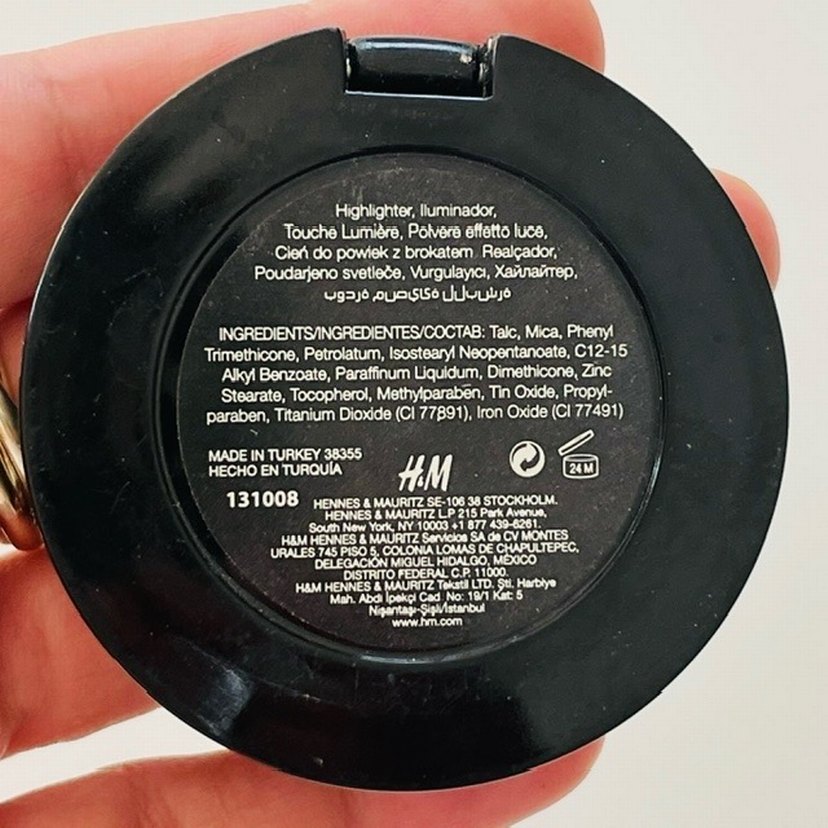 Highlighter, Iluminador,
Touche Lumière, Polvere effetto luce,
Cień do powiek z brokatem Realçador,
Poudarjeno svetleče, Vurgulayıcı, Хайлайтер,
بودرة مضيئة للبشرة
INGREDIENTS/INGREDIENTES/СОСТАВ: Talc, Mica, Phenyl
Trimethicone, Petrolatum, Isostearyl Neopentanoate, C12-15
Alkyl Benzoate, Paraffinum Liquidum, Dimethicone, Zinc
Stearate, Tocopherol, Methylparaben, Tin Oxide, Propyl-
paraben, Titanium Dioxide (CI 77891), Iron Oxide (CI 77491)
MADE IN TURKEY 38355
HECHO EN TURQUÍA
131008
H&M
24 M
HENNES & MAURITZ SE-106 38 STOCKHOLM.
HENNES & MAURITZ L.P 215 Park Avenue,
South New York, NY 10003 +1 877 439-6261.
H&M HENNES & MAURITZ Servicios SA de CV MONTES
URALES 745 PISO 5, COLONIA LOMAS DE CHAPULTEPEC,
DELEGACIÓN MIGUEL HIDALGO, MÉXICO
DISTRITO FEDERAL C.P. 11000.
H&M HENNES & MAURITZ Tekstil LTD. Şti. Harbiye
Mah. Abdi İpekçi Cad. No: 19/1 Kat: 5
Nişantaşı-Şişli/İstanbul
www.hm.com